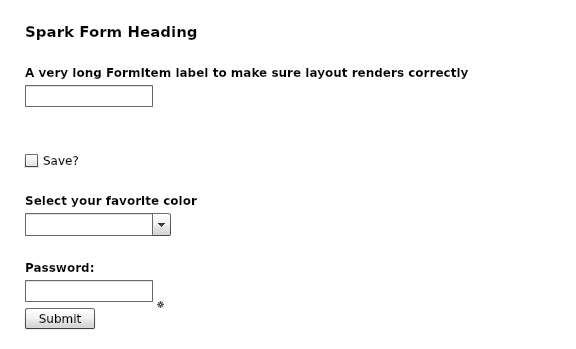 Spark Form Heading
A very long FormItem label to make sure layout renders correctly
Save?
Select your favorite color
Password:
Submit